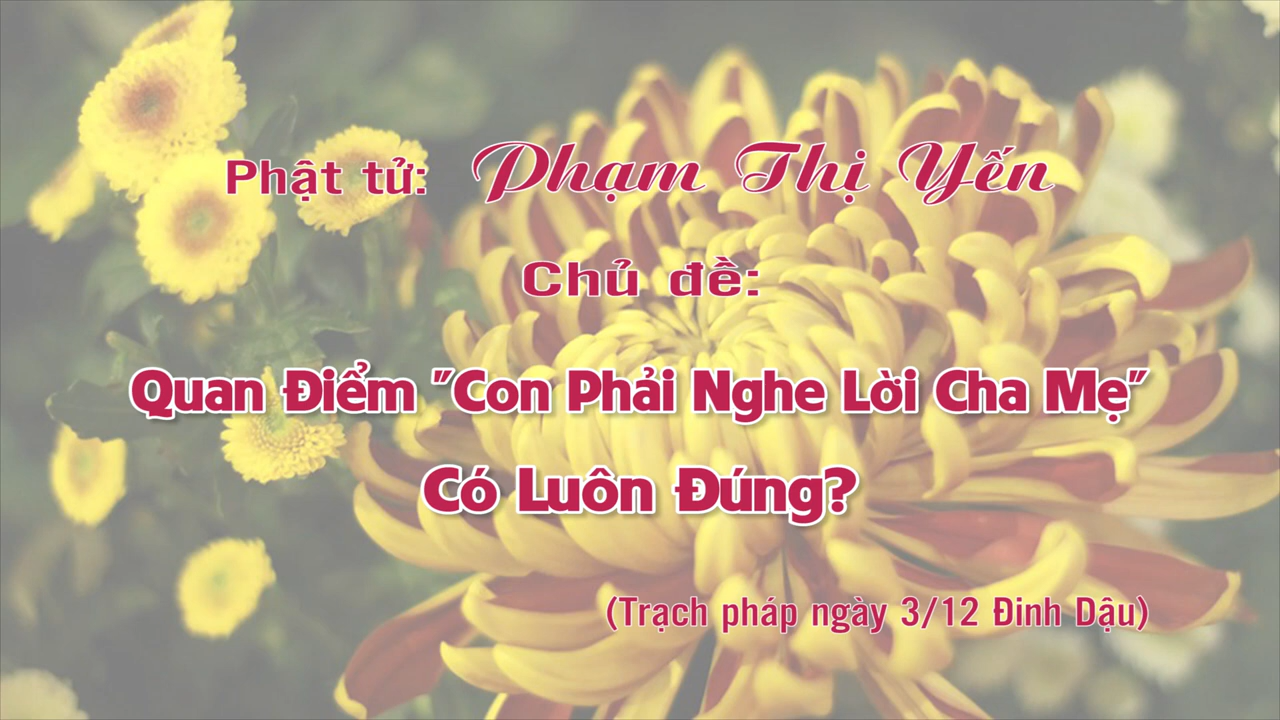 Phật tử: Phạm Thị Yến
Chủ đề:
Quan Điểm "Con Phải Nghe Lời Cha Mẹ"
Có Luôn Đúng?
(Trạch pháp ngày 3/12 Đinh Dậu)